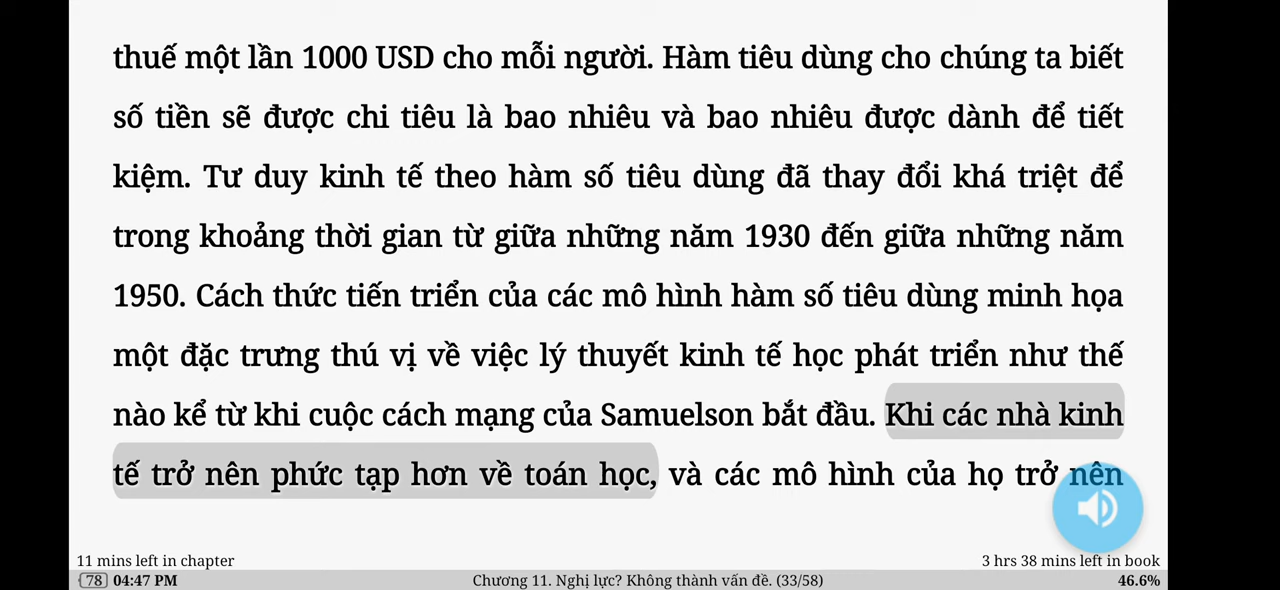 thuế một lần 1000 USD cho mỗi người. Hàm tiêu dùng cho chúng ta biết
số tiền sẽ được chi tiêu là bao nhiêu và bao nhiêu được dành để tiết
kiệm. Tư duy kinh tế theo hàm số tiêu dùng đã thay đổi khá triệt để
trong khoảng thời gian từ giữa những năm 1930 đến giữa những năm
1950. Cách thức tiến triển của các mô hình hàm số tiêu dùng minh họa
một đặc trưng thú vị về việc lý thuyết kinh tế học phát triển như thế
nào kể từ khi cuộc cách mạng của Samuelson bắt đầu. Khi các nhà kinh
tế trở nên phức tạp hơn về toán học, và các mô hình của họ trở nên
11 mins left in chapter 3 hrs 38 mins left in book
78 04:47 PM Chương 11. Nghị lực? Không thành vấn đề. (33/58) 46.6%